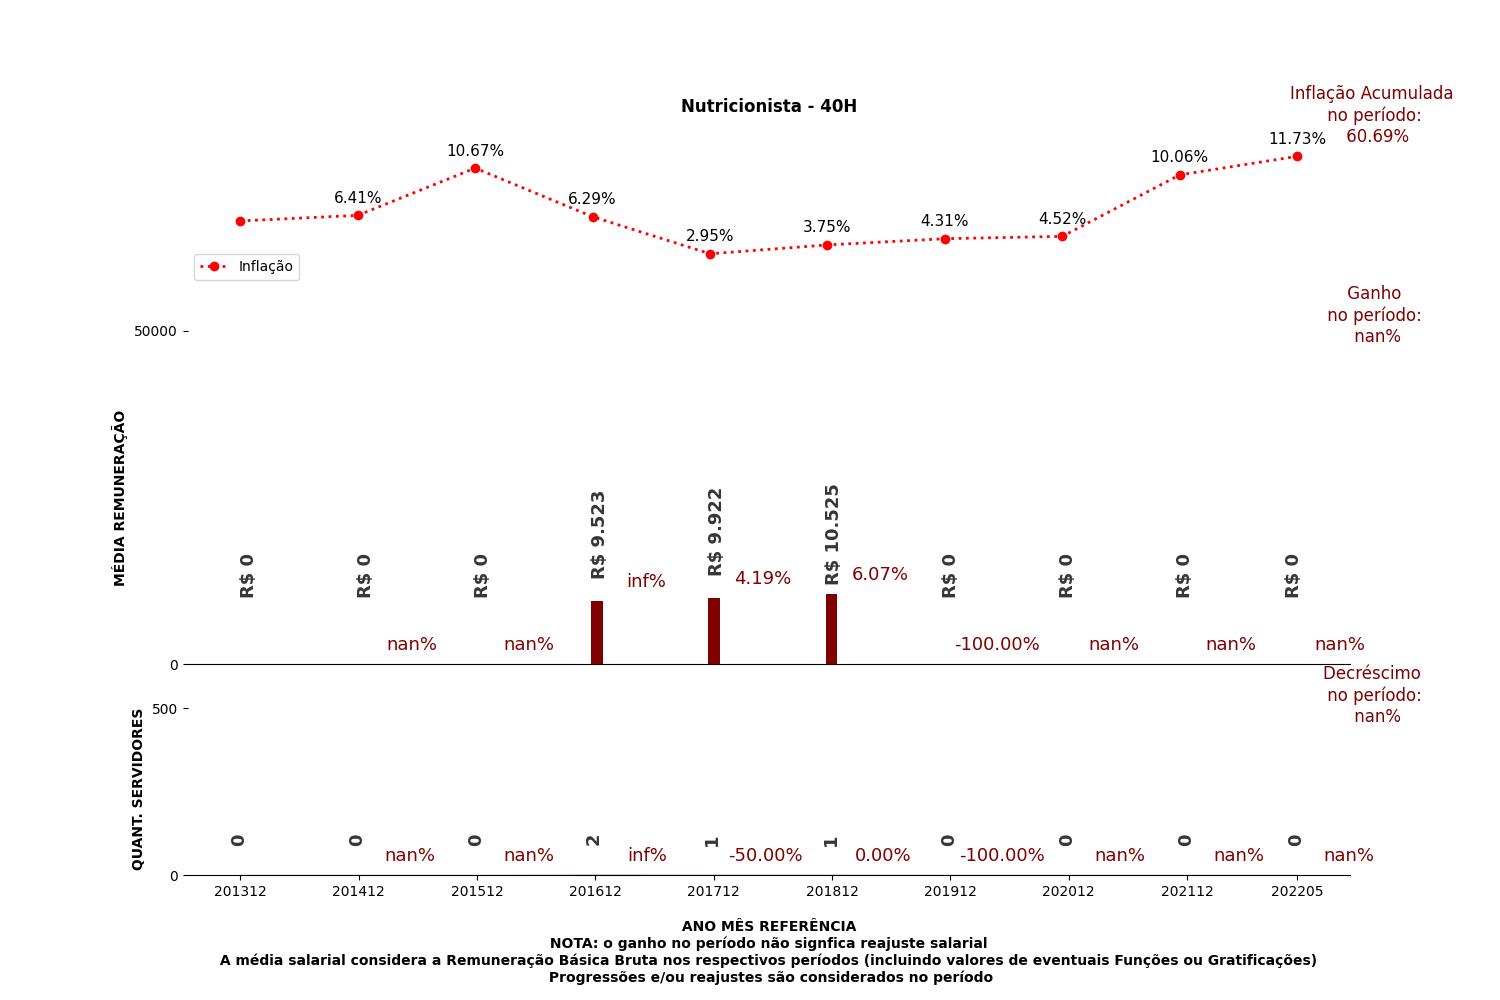 Nutricionista - 40H
Inflação Acumulada
no período:
60.69%
6.41%
10.67%
6.29%
2.95%
3.75%
4.31%
4.52%
10.06%
11.73%
Inflação
Ganho
no período:
nan%
50000
0
MÉDIA REMUNERAÇÃO
R$ 0
R$ 0
R$ 0
R$ 9.523
R$ 9.922
R$ 10.525
R$ 0
R$ 0
R$ 0
R$ 0
nan%
nan%
inf%
4.19%
6.07%
-100.00%
nan%
nan%
nan%
Decréscimo
no período:
nan%
500
0
QUANT. SERVIDORES
0
0
0
2
1
1
0
0
0
0
nan%
nan%
inf%
-50.00%
0.00%
-100.00%
nan%
nan%
nan%
201312
201412
201512
201612
201712
201812
201912
202012
202112
202205
ANO MÊS REFERÊNCIA
NOTA: o ganho no período não signfica reajuste salarial
A média salarial considera a Remuneração Básica Bruta nos respectivos períodos (incluindo valores de eventuais Funções ou Gratificações)
Progressões e/ou reajustes são considerados no período